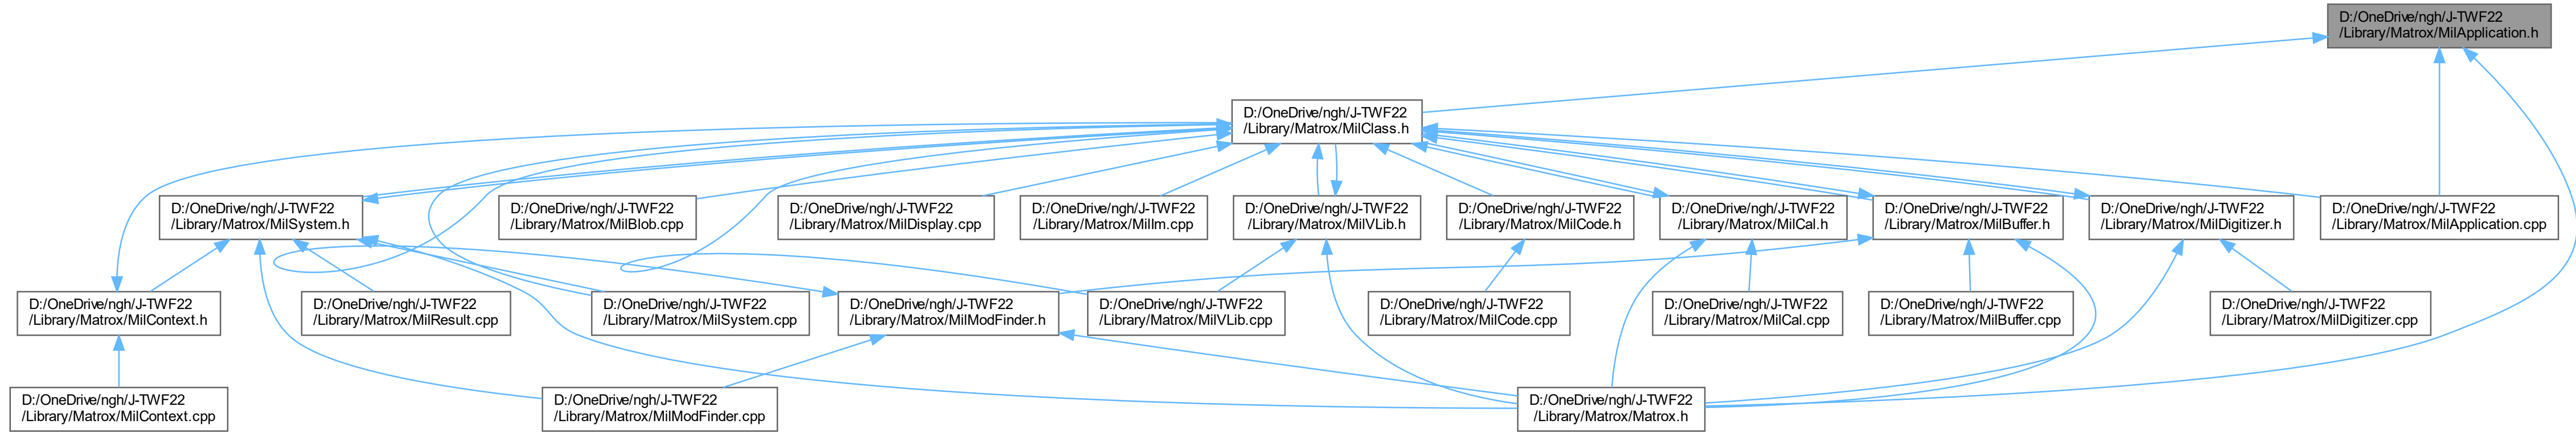 D:/OneDrive/ngh/J-TWF22
/Library/Matrox/MilApplication.h
D:/OneDrive/ngh/J-TWF22
/Library/Matrox/MilClass.h
D:/OneDrive/ngh/J-TWF22
/Library/Matrox/MilSystem.h
D:/OneDrive/ngh/J-TWF22
/Library/Matrox/MilBlob.cpp
D:/OneDrive/ngh/J-TWF22
/Library/Matrox/MilDisplay.cpp
D:/OneDrive/ngh/J-TWF22
/Library/Matrox/MilIm.cpp
D:/OneDrive/ngh/J-TWF22
/Library/Matrox/MilVLib.h
D:/OneDrive/ngh/J-TWF22
/Library/Matrox/MilCode.h
D:/OneDrive/ngh/J-TWF22
/Library/Matrox/MilCal.h
D:/OneDrive/ngh/J-TWF22
/Library/Matrox/MilBuffer.h
D:/OneDrive/ngh/J-TWF22
/Library/Matrox/MilDigitizer.h
D:/OneDrive/ngh/J-TWF22
/Library/Matrox/MilApplication.cpp
D:/OneDrive/ngh/J-TWF22
/Library/Matrox/MilContext.h
D:/OneDrive/ngh/J-TWF22
/Library/Matrox/MilResult.cpp
D:/OneDrive/ngh/J-TWF22
/Library/Matrox/MilSystem.cpp
D:/OneDrive/ngh/J-TWF22
/Library/Matrox/MilModFinder.h
D:/OneDrive/ngh/J-TWF22
/Library/Matrox/MilVLib.cpp
D:/OneDrive/ngh/J-TWF22
/Library/Matrox/MilCode.cpp
D:/OneDrive/ngh/J-TWF22
/Library/Matrox/MilCal.cpp
D:/OneDrive/ngh/J-TWF22
/Library/Matrox/MilBuffer.cpp
D:/OneDrive/ngh/J-TWF22
/Library/Matrox/MilDigitizer.cpp
D:/OneDrive/ngh/J-TWF22
/Library/Matrox/MilContext.cpp
D:/OneDrive/ngh/J-TWF22
/Library/Matrox/MilModFinder.cpp
D:/OneDrive/ngh/J-TWF22
/Library/Matrox/Matrox.h